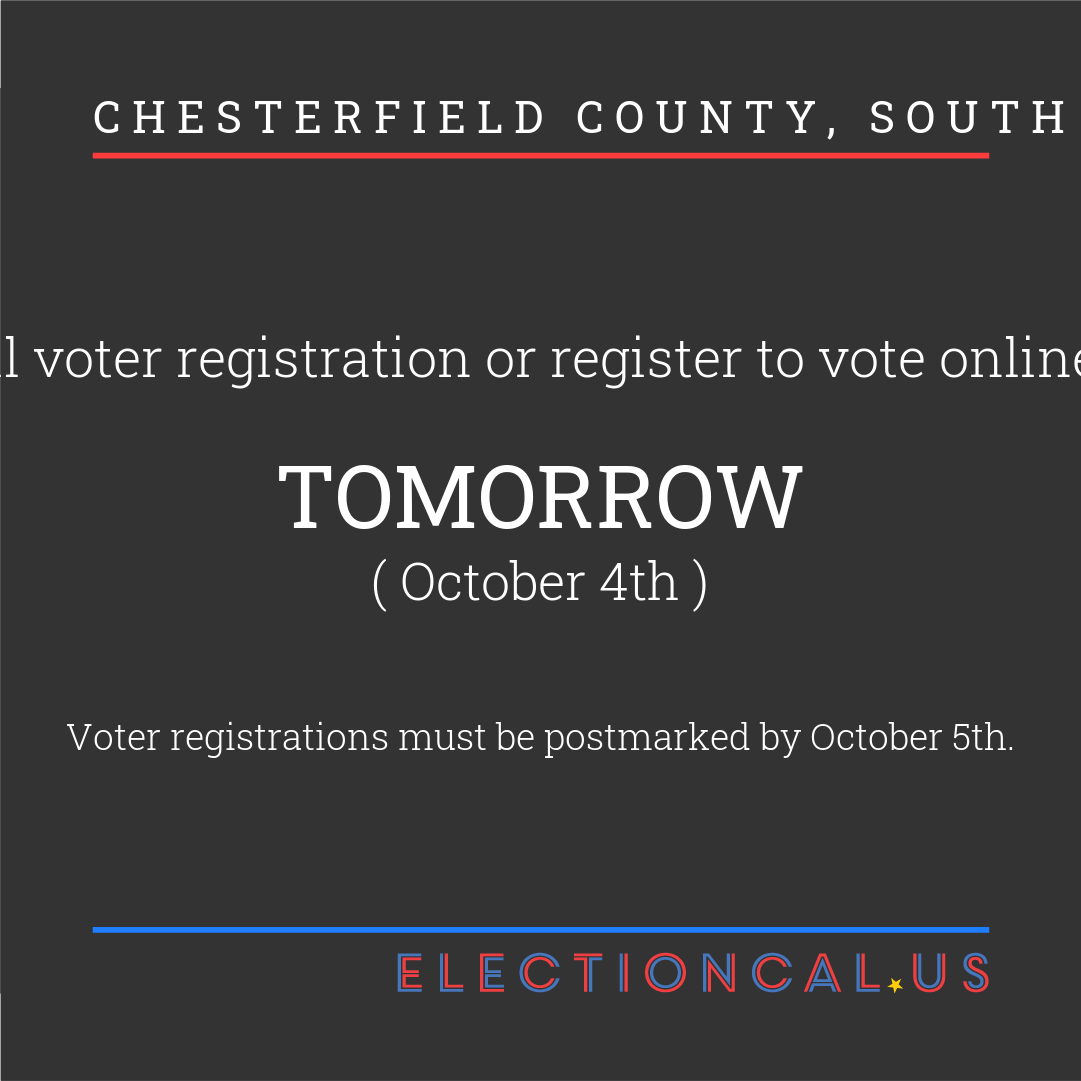 CHESTERFIELD COUNTY, SOUTH
l voter registration or register to vote online
TOMORROW
( October 4th )
Voter registrations must be postmarked by October 5th.
ELECTIONCAL.US